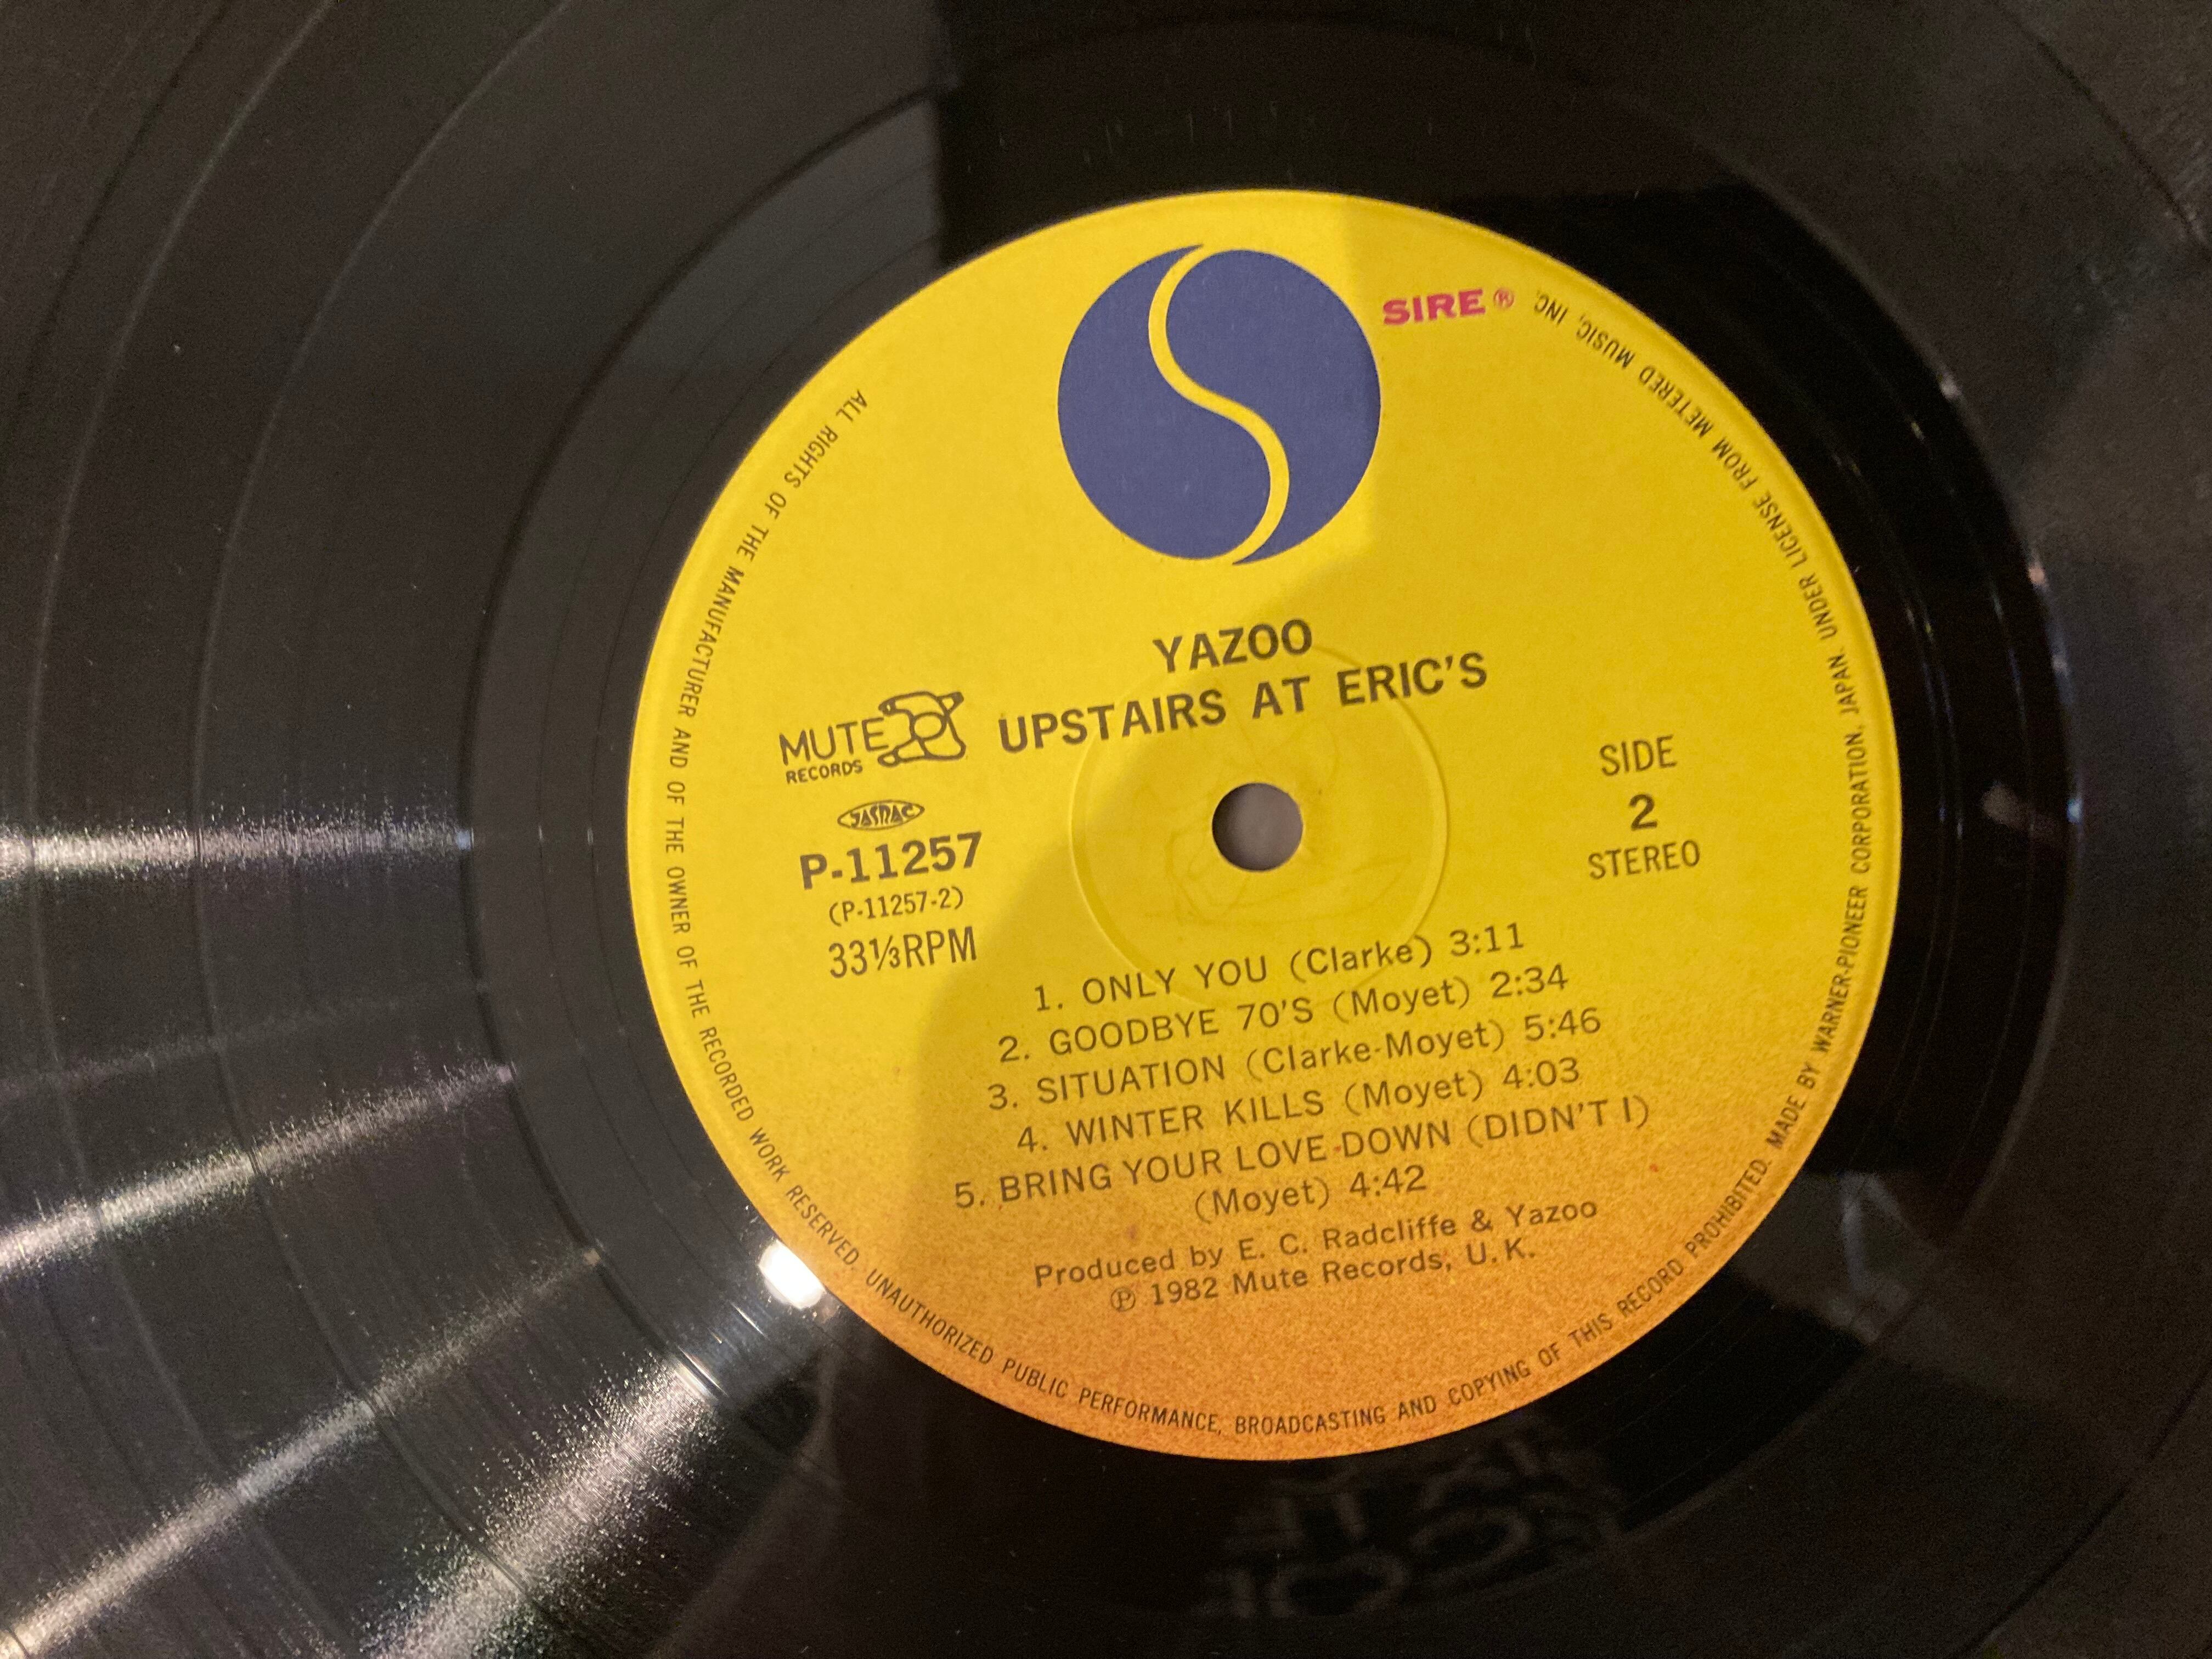 SIRE®
YAZOO
UPSTAIRS AT ERIC'S
MUTE
RECORDS
JASRAC
P-11257
(P-11257-2)
33⅓RPM
SIDE
2
STEREO
1. ONLY YOU (Clarke) 3:11
2. GOODBYE 70'S (Moyet) 2:34
3. SITUATION (Clarke-Moyet) 5:46
4. WINTER KILLS (Moyet) 4:03
5. BRING YOUR LOVE-DOWN (DIDN'T I)
(Moyet) 4:42
Produced by E. C. Radcliffe & Yazoo
Ⓟ 1982 Mute Records, U.K.
ALL RIGHTS OF THE MANUFACTURER AND OF THE OWNER OF THE RECORDED WORK RESERVED. UNAUTHORIZED PUBLIC PERFORMANCE, BROADCASTING AND COPYING OF THIS RECORD PROHIBITED. MADE BY WARNER-PIONEER CORPORATION, JAPAN. UNDER LICENSE FROM METERED MUSIC, INC.